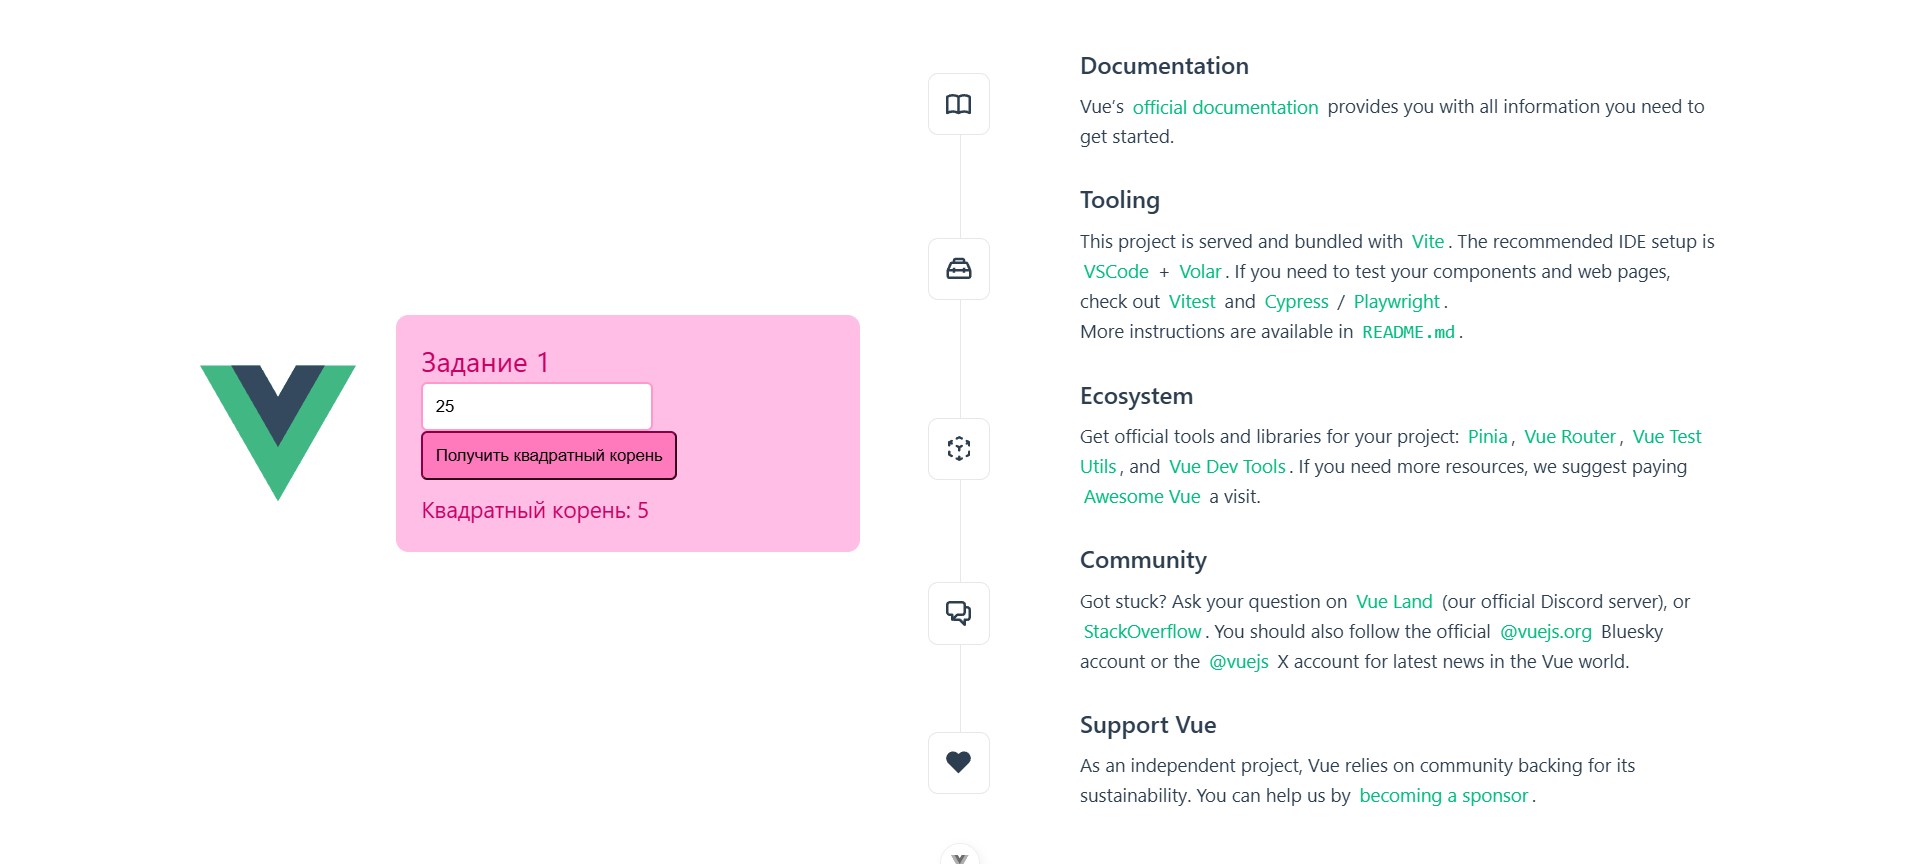 Задание 1
25
Получить квадратный корень
Квадратный корень: 5
Documentation
Vue’s official documentation provides you with all information you need to
get started.
Tooling
This project is served and bundled with Vite. The recommended IDE setup is
VSCode + Volar. If you need to test your components and web pages,
check out Vitest and Cypress / Playwright.
More instructions are available in README.md.
Ecosystem
Get official tools and libraries for your project: Pinia, Vue Router, Vue Test
Utils, and Vue Dev Tools. If you need more resources, we suggest paying
Awesome Vue a visit.
Community
Got stuck? Ask your question on Vue Land (our official Discord server), or
StackOverflow. You should also follow the official @vuejs.org Bluesky
account or the @vuejs X account for latest news in the Vue world.
Support Vue
As an independent project, Vue relies on community backing for its
sustainability. You can help us by becoming a sponsor.